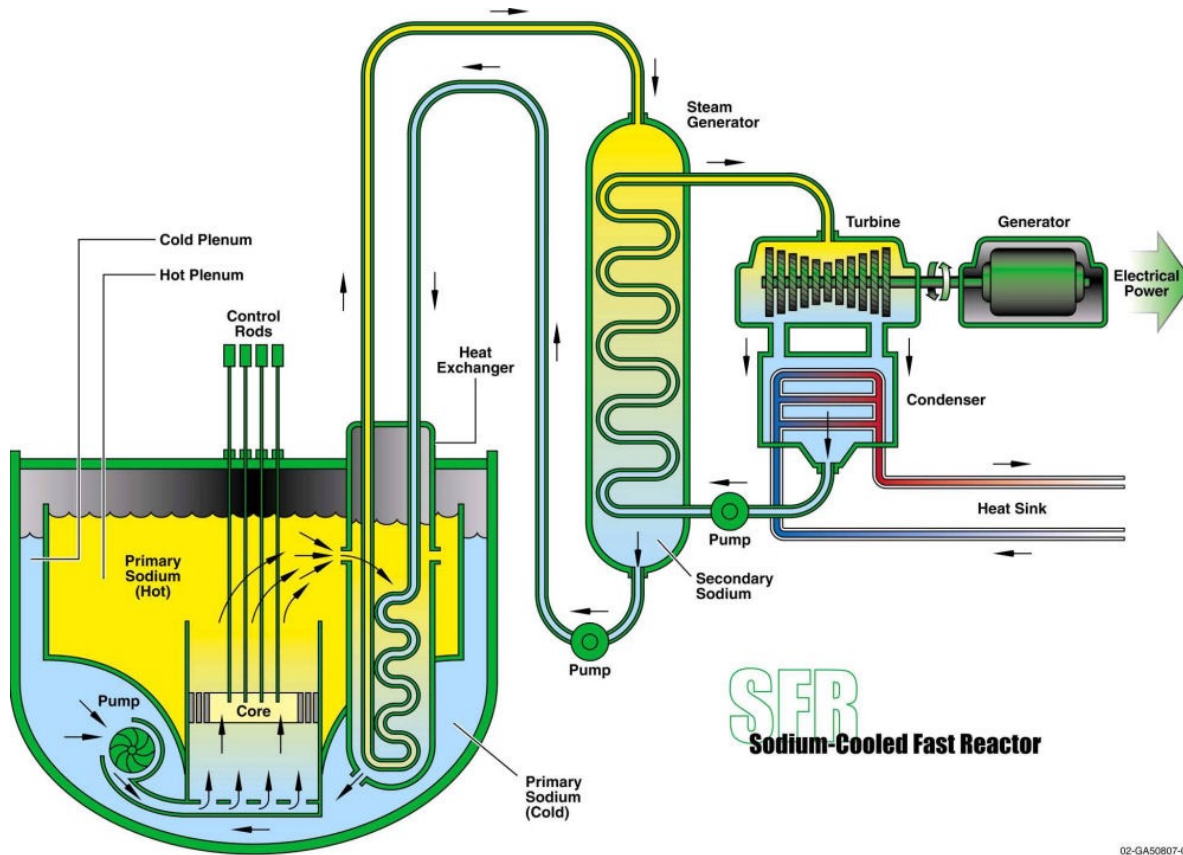 Steam
Generator
Turbine
Generator
Electrical
Power
Cold Plenum
Hot Plenum
Control
Rods
Heat
Exchanger
Condenser
Heat Sink
Pump
Primary
Sodium
(Hot)
Secondary
Sodium
Pump
Pump
Core
SFR
Sodium-Cooled Fast Reactor
Primary
Sodium
(Cold)